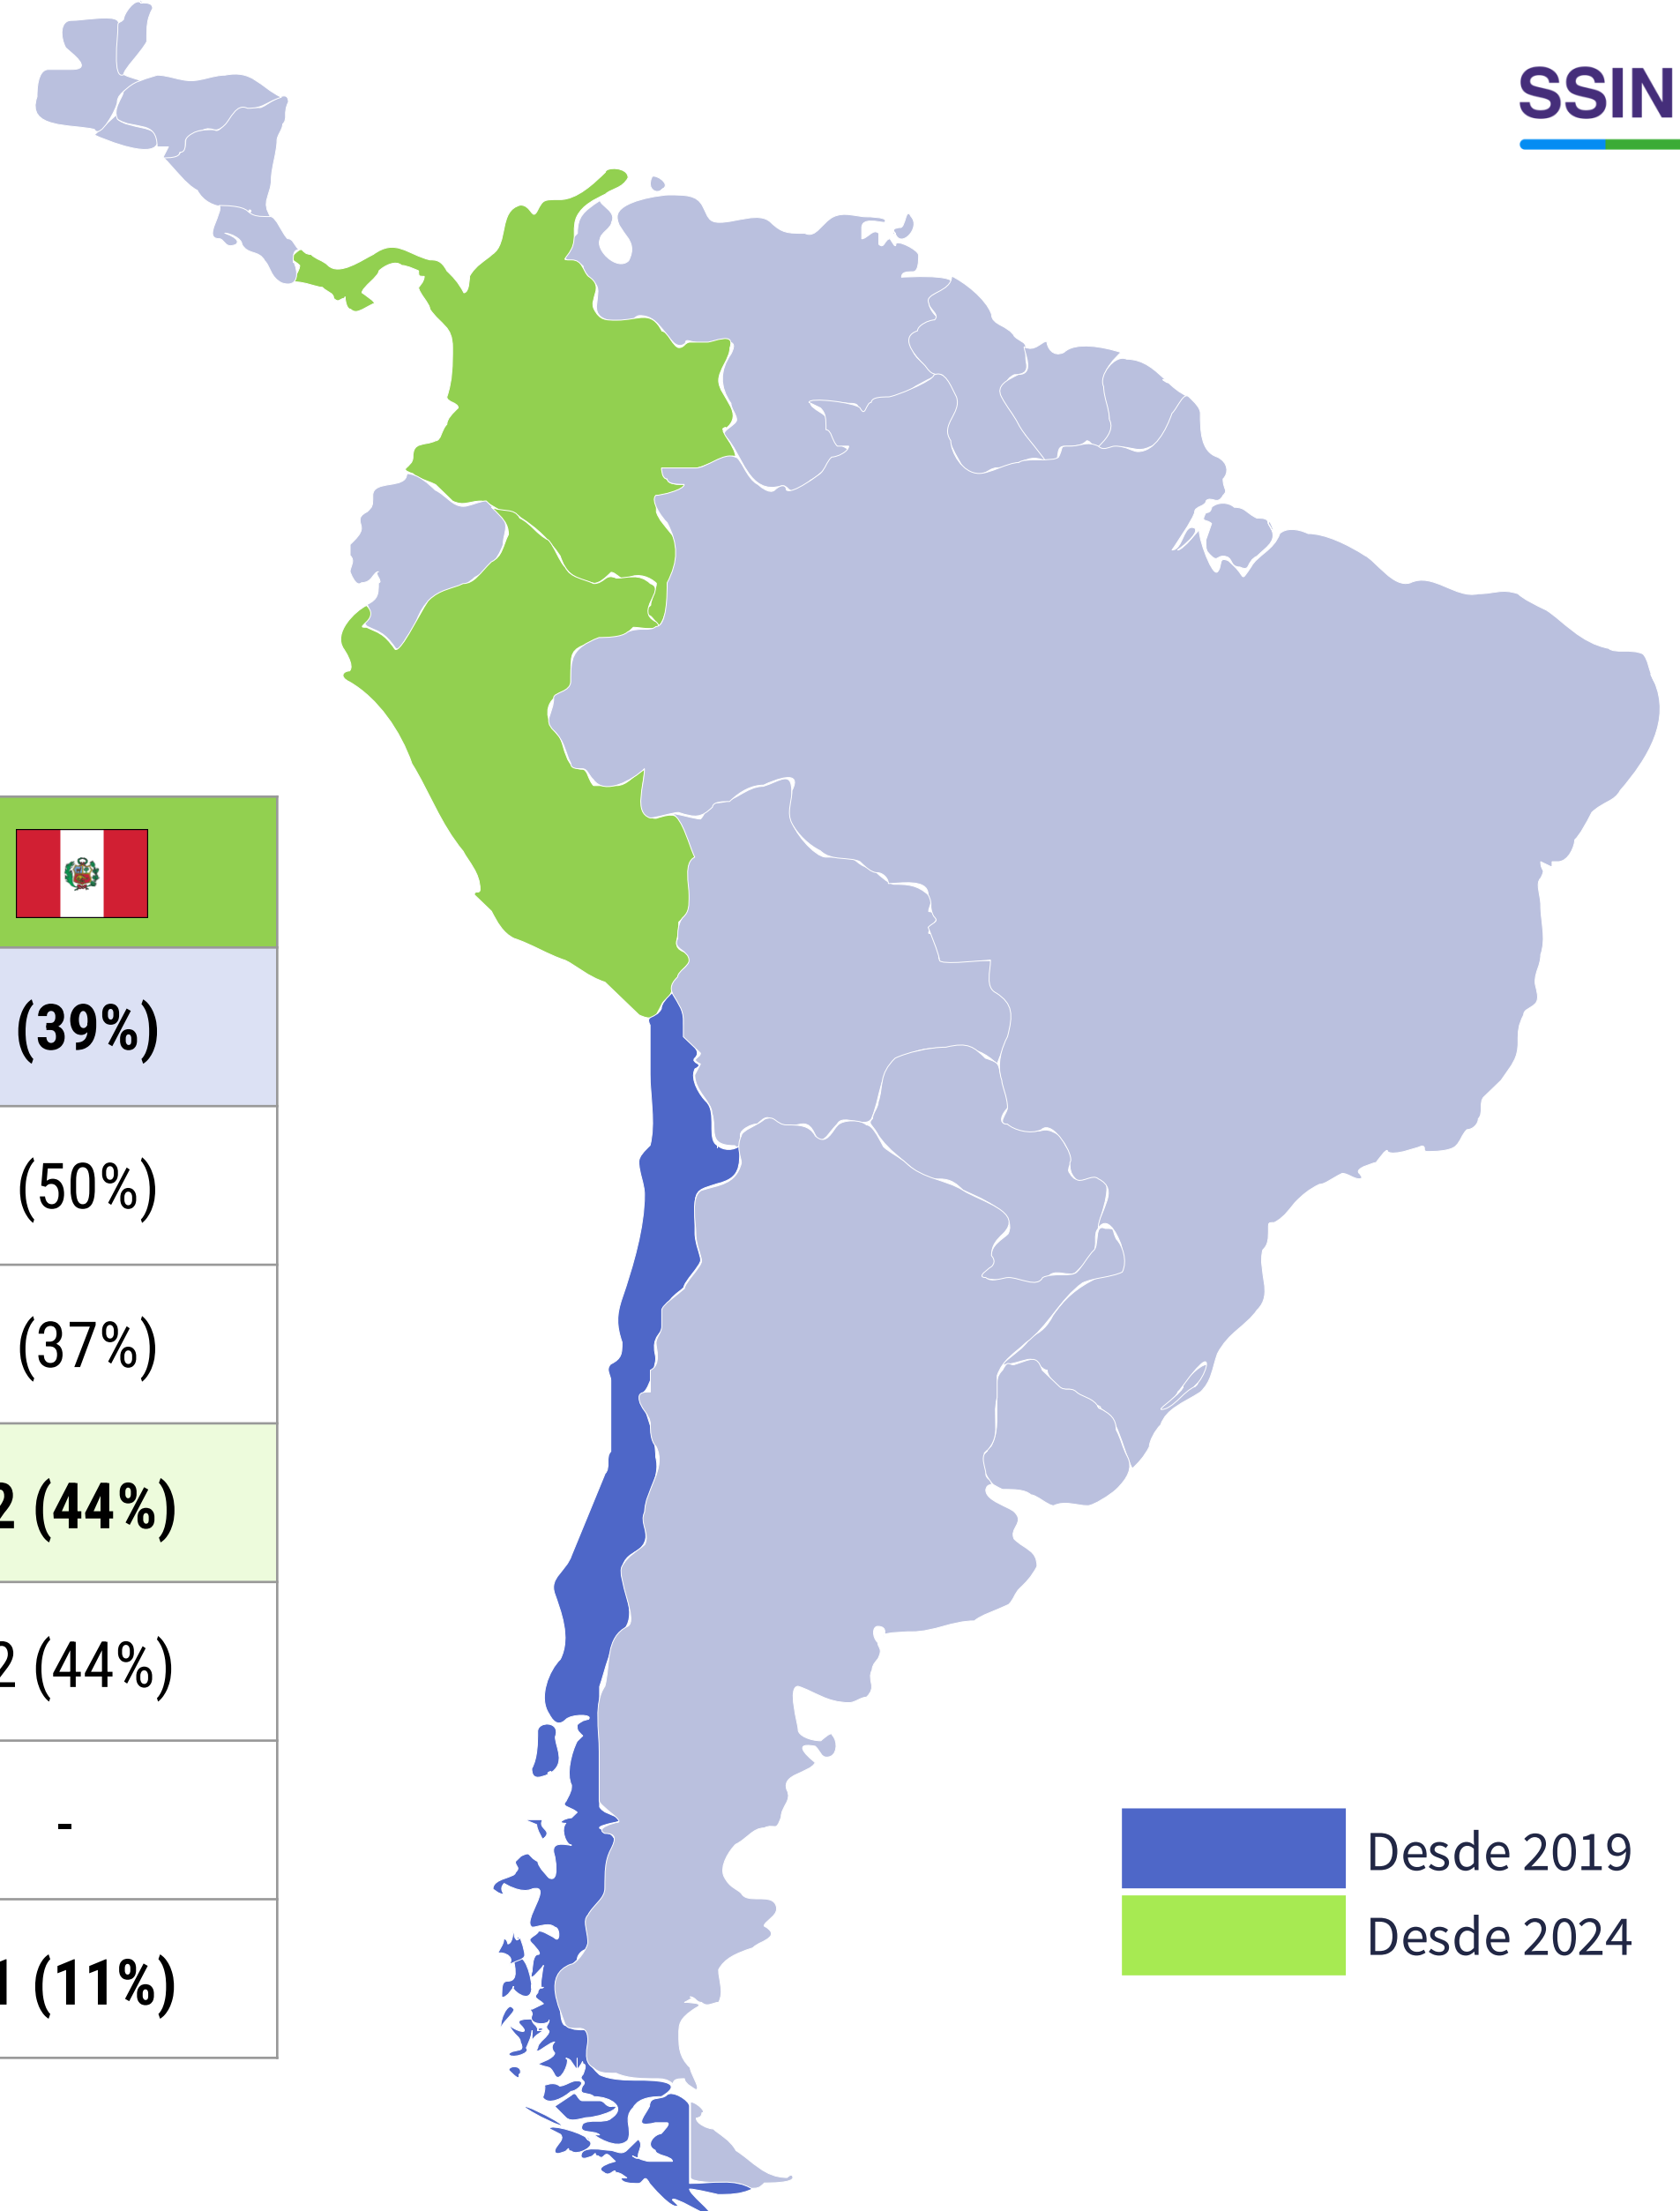 SSIN
(39%)
(50%)
(37%)
2 (44%)
2 (44%)
-
1 (11%)
Desde 2019
Desde 2024